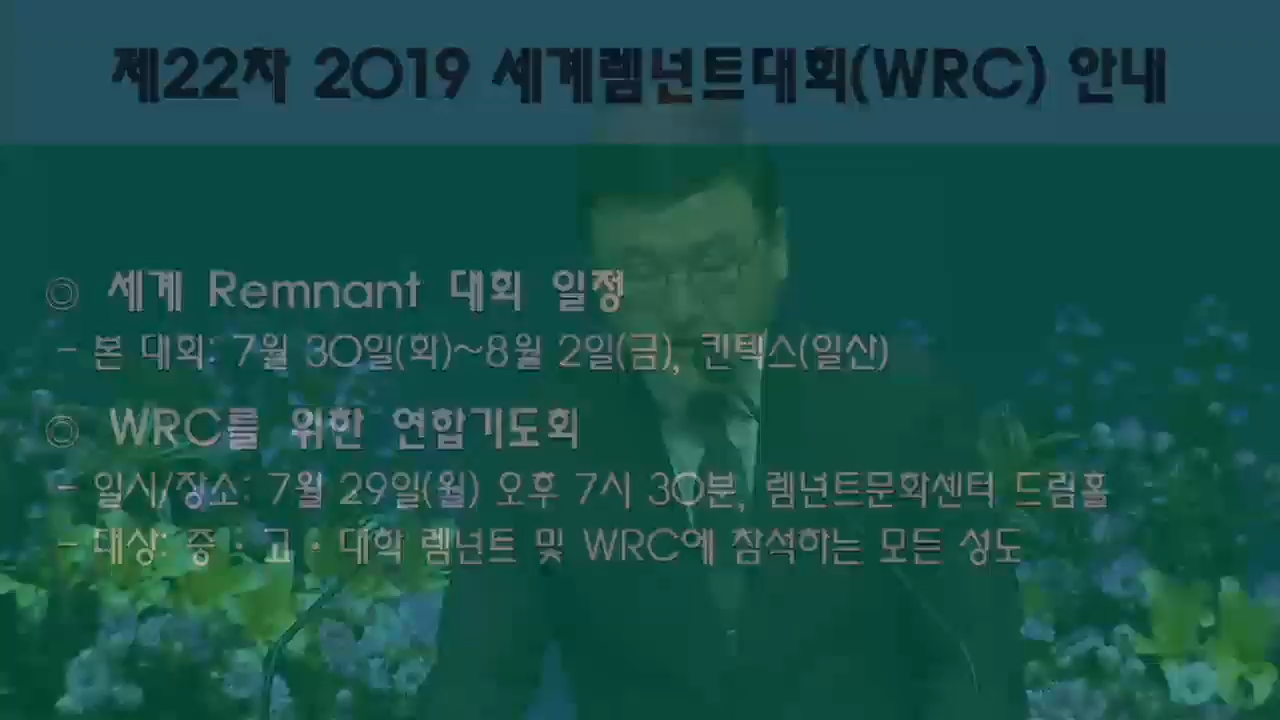 제22차 2019 세계렘넌트대회(WRC) 안내
◎ 세계 Remnant 대회 일정
- 본 대회: 7월 30일(화)~8월 2일(금), 킨텍스(일산)
◎ WRC를 위한 연합기도회
- 일시/장소: 7월 29일(월) 오후 7시 30분, 렘넌트문화센터 드림홀
- 대상: 중·고·대학 렘넌트 및 WRC에 참석하는 모든 성도